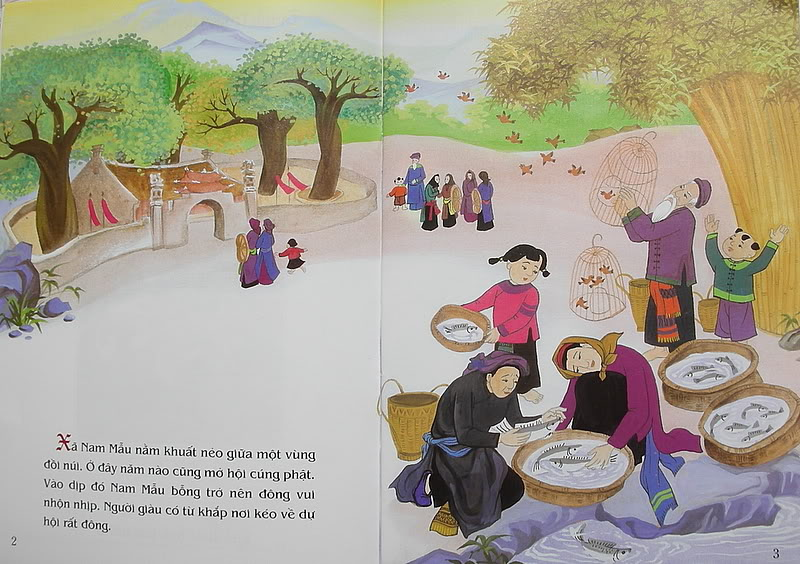 Xã Nam Mẫu nằm khuất nẻo giữa một vùng
đồi núi. Ở đây năm nào cũng mở hội cúng phật.
Vào dịp đó Nam Mẫu bỗng trở nên đông vui
nhộn nhịp. Người giàu có từ khắp nơi kéo về dự
hội rất đông.
2
3